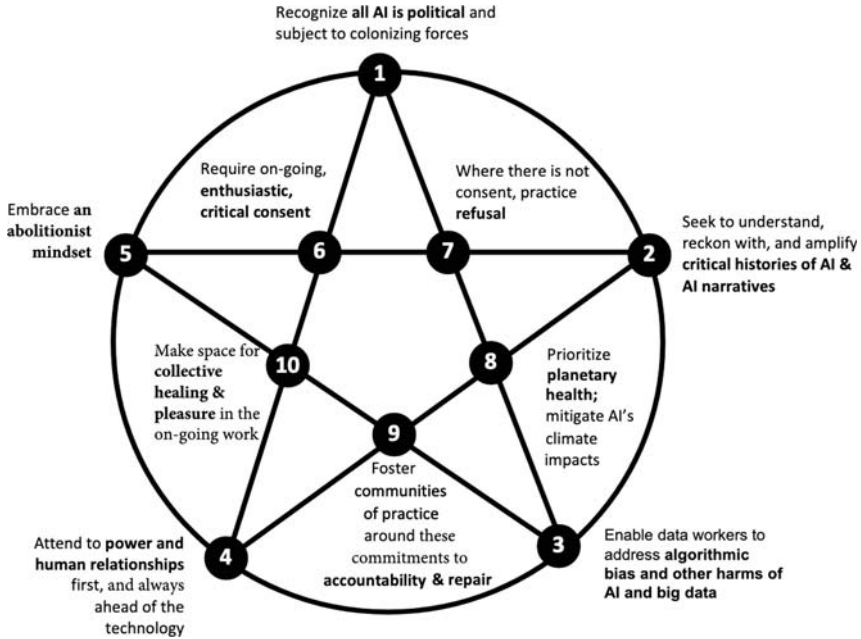 Recognize all AI is political and
subject to colonizing forces
1
Require on-going,
enthusiastic,
critical consent
Where there is not
consent, practice
refusal
Embrace an
abolitionist
mindset
5
6
7
2
Seek to understand,
reckon with, and amplify
critical histories of AI &
AI narratives
Make space for
collective
healing &
pleasure in the
on-going work
10
8
Prioritize
planetary
health;
mitigate AI's
climate
impacts
9
Foster
communities
of practice
around these
commitments to
accountability & repair
Attend to power and
human relationships
first, and always
ahead of the
technology
4
3
Enable data workers to
address algorithmic
bias and other harms of
AI and big data